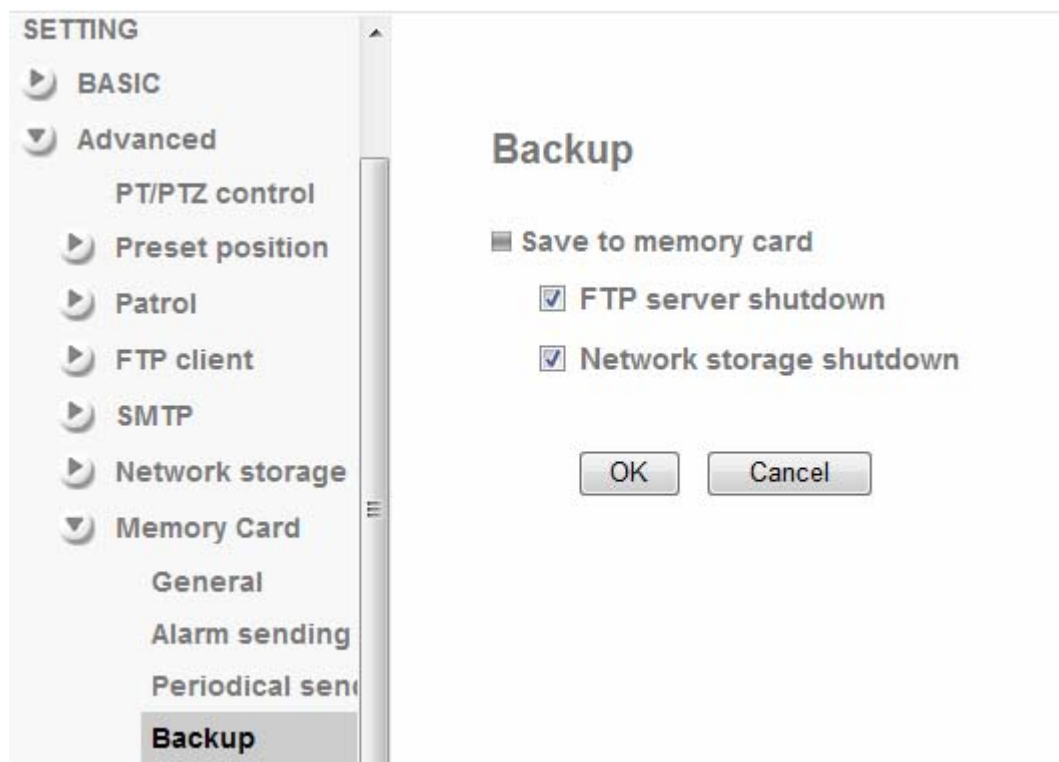 SETTING
BASIC
Advanced
PT/PTZ control
Preset position
Patrol
FTP client
SMTP
Network storage
Memory Card
General
Alarm sending
Periodical
Backup
Backup
Save to memory card
FTP server shutdown
Network storage shutdown
OK
Cancel